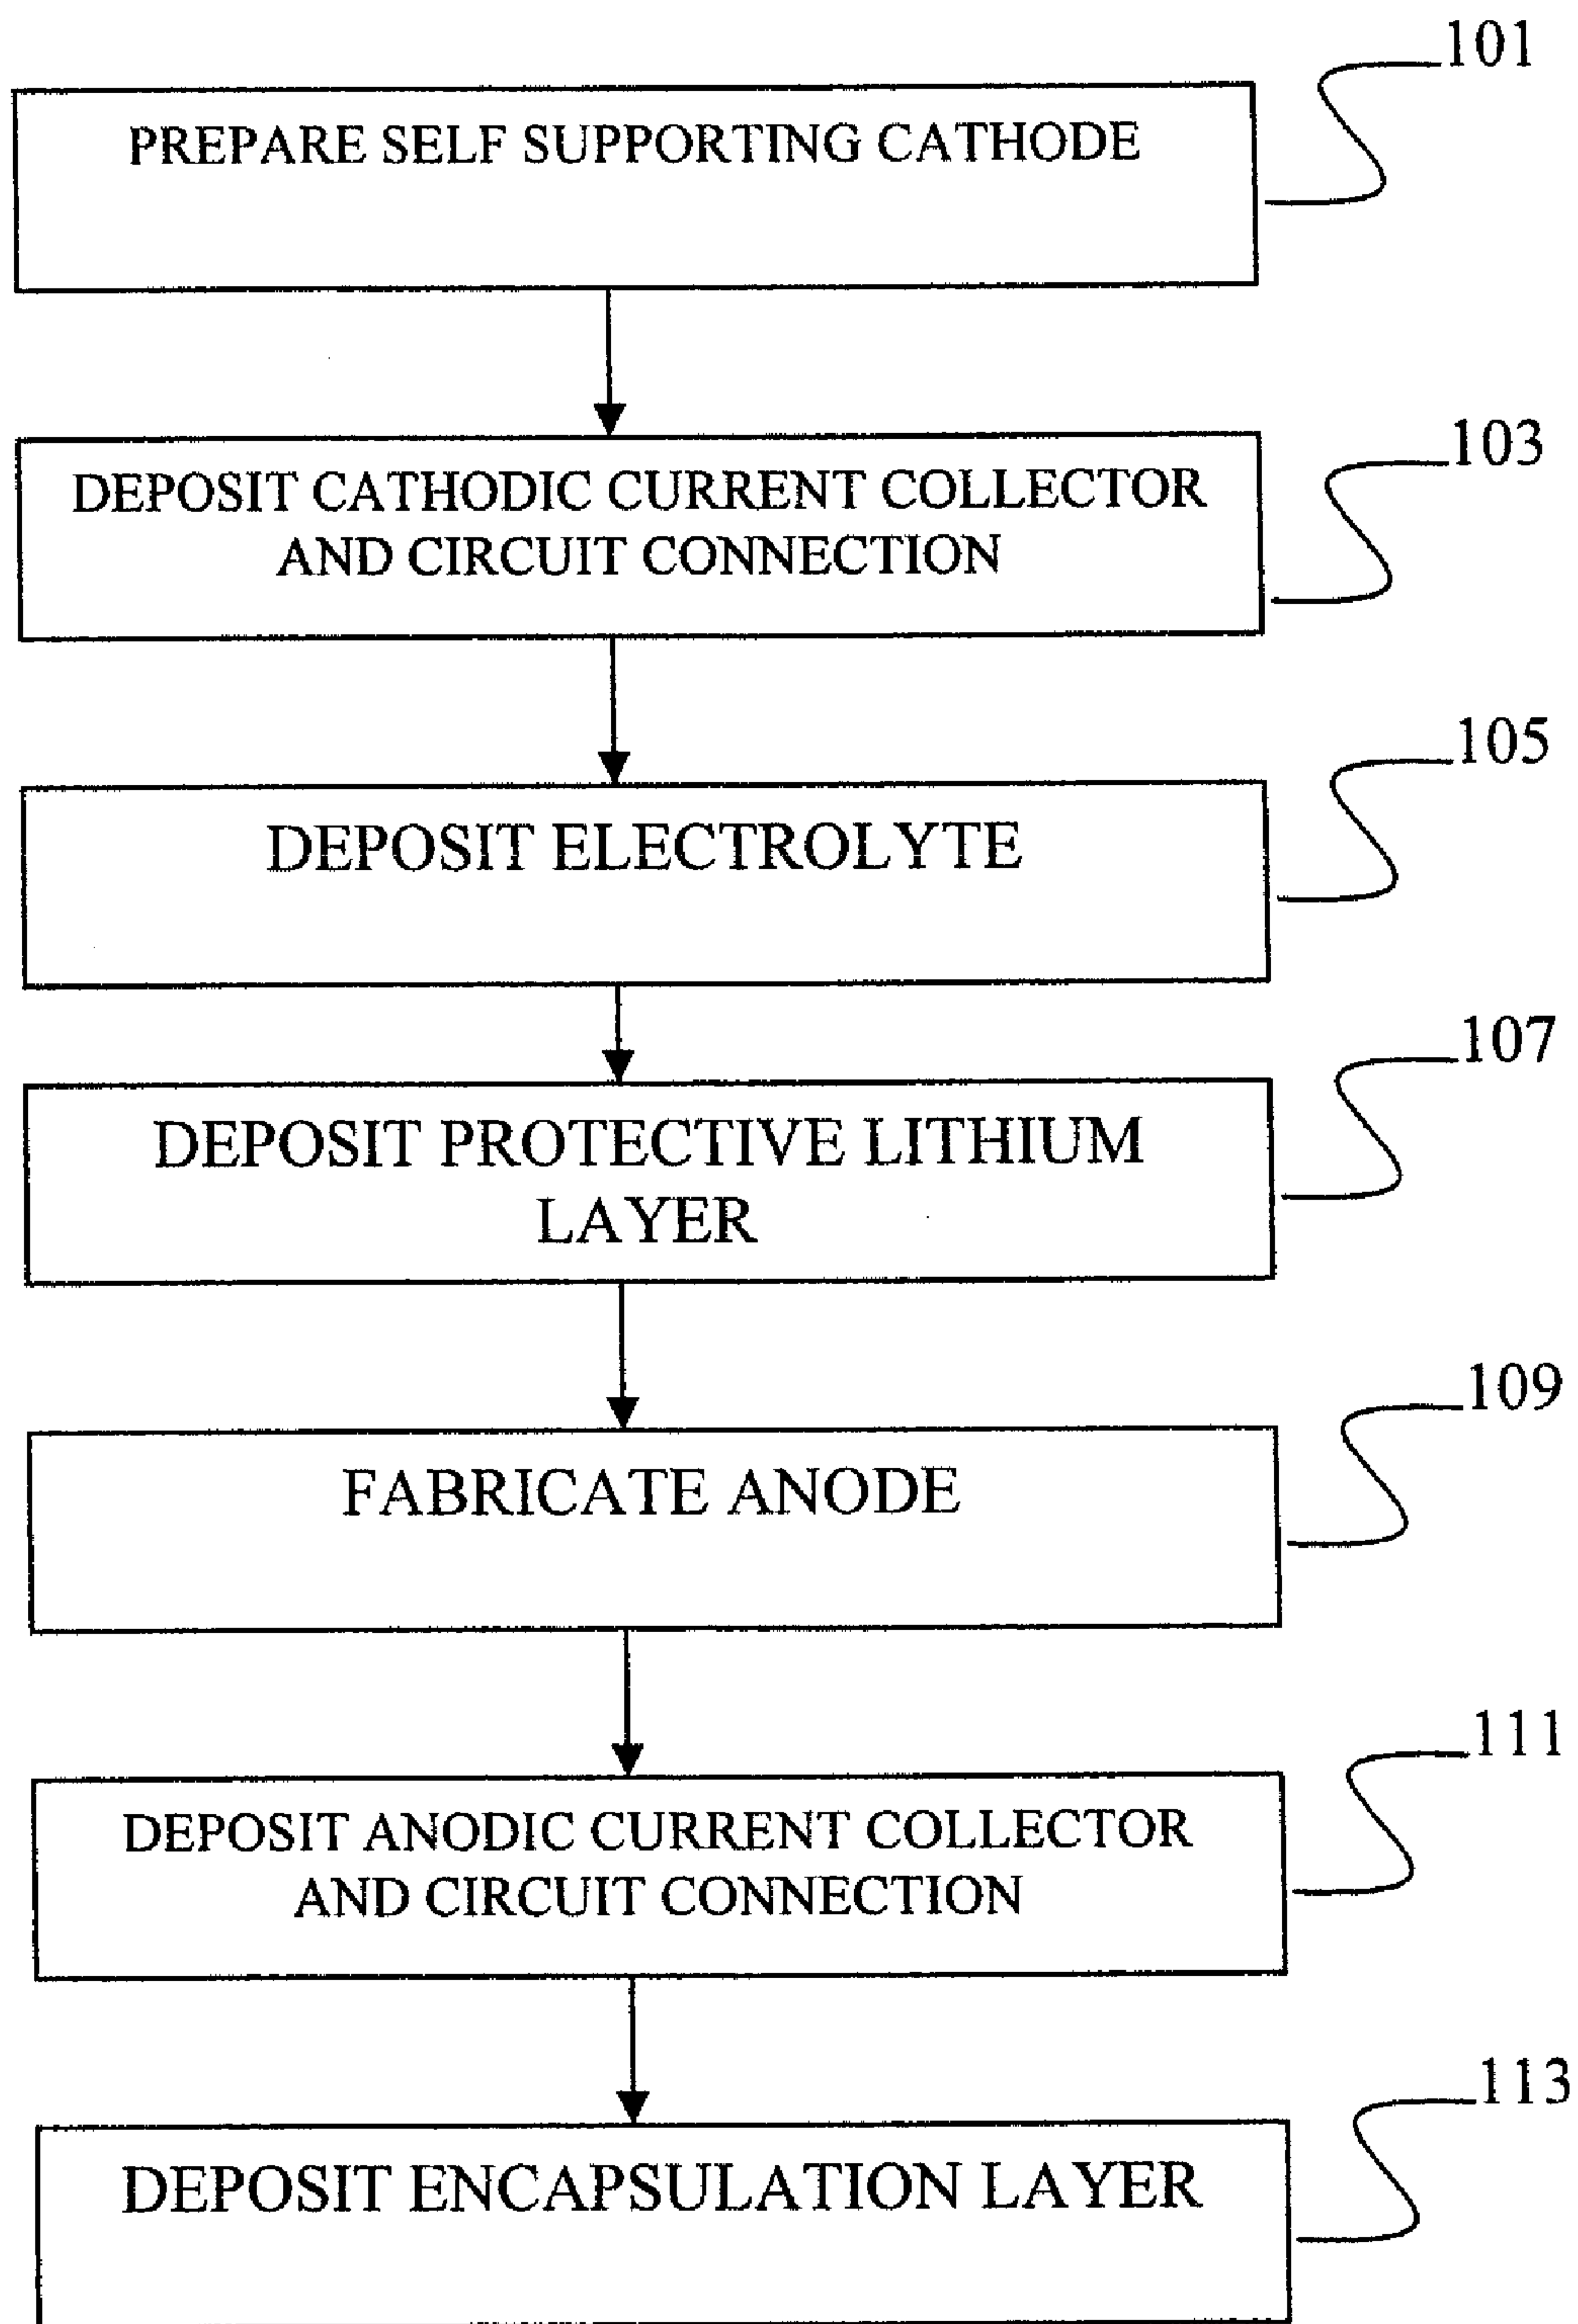 101
PREPARE SELF SUPPORTING CATHODE
103
DEPOSIT CATHODIC CURRENT COLLECTOR
AND CIRCUIT CONNECTION
105
DEPOSIT ELECTROLYTE
107
DEPOSIT PROTECTIVE LITHIUM
LAYER
109
FABRICATE ANODE
111
DEPOSIT ANODIC CURRENT COLLECTOR
AND CIRCUIT CONNECTION
113
DEPOSIT ENCAPSULATION LAYER